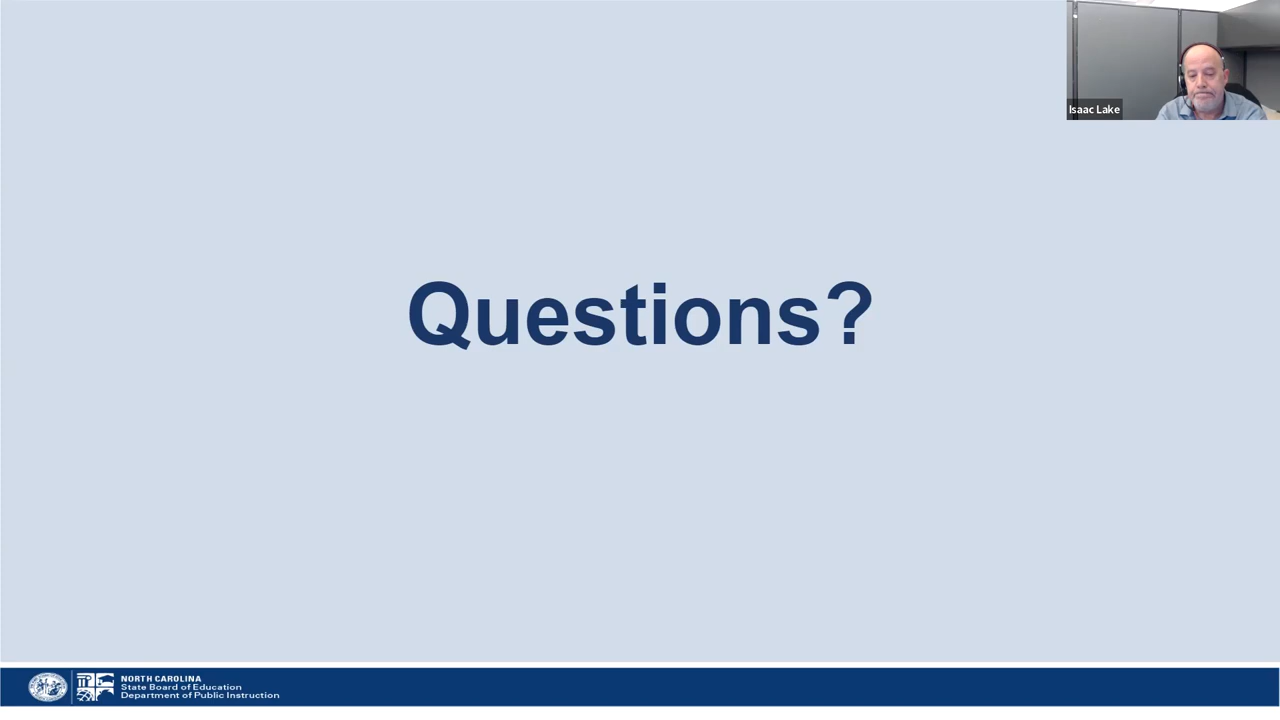 Isaac Lake
Questions?
NORTH CAROLINA
State Board of Education
Department of Public Instruction